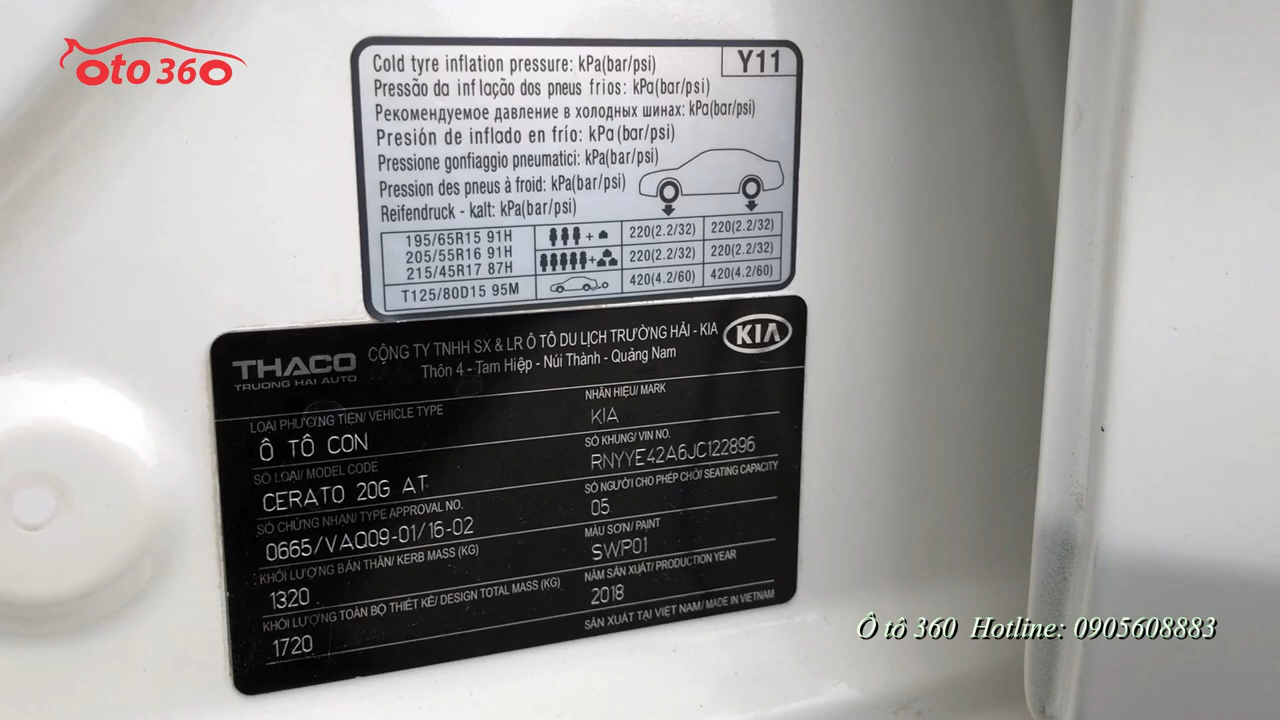 oto 360
Cold tyre inflation pressure: kPa(bar/psi) Y11
Pressão da inflação dos pneus frios: kPa(bar/psi)
Рекомендуемое давление в холодных шинах: kPa(bar/psi)
Presión de inflado en frío: kPa(bar/psi)
Pressione gonfiaggio pneumatici: kPa(bar/psi)
Pression des pneus à froid: kPa(bar/psi)
Reifendruck - kalt: kPa(bar/psi)
195/65R15 91H + 220(2.2/32) 220(2.2/32)
205/55R16 91H
215/45R17 87H + 220(2.2/32) 220(2.2/32)
T125/80D15 95M 420(4.2/60) 420(4.2/60)
THACO
TRUONG HAI AUTO
CÔNG TY TNHH SX & LR Ô TÔ DU LỊCH TRƯỜNG HẢI - KIA
Thôn 4 - Tam Hiệp - Núi Thành - Quảng Nam
KIA
LOẠI PHƯƠNG TIỆN/ VEHICLE TYPE
Ô TÔ CON
NHÃN HIỆU/ MARK
KIA
SỐ LOẠI/ MODEL CODE
CERATO 20G AT
SỐ KHUNG/ VIN NO.
RNYYE42A6JC122896
SỐ CHỨNG NHẬN/ TYPE APPROVAL NO.
0665/VAQ09-01/16-02
SỐ NGƯỜI CHO PHÉP CHỞ/ SEATING CAPACITY
05
KHỐI LƯỢNG BẢN THÂN/ KERB MASS (KG)
1320
MÀU SƠN/ PAINT
SWP01
KHỐI LƯỢNG TOÀN BỘ THIẾT KẾ/ DESIGN TOTAL MASS (KG)
1720
NĂM SẢN XUẤT/ PRODUCTION YEAR
2018
SẢN XUẤT TẠI VIỆT NAM/ MADE IN VIETNAM
Ô tô 360 Hotline: 0905608883